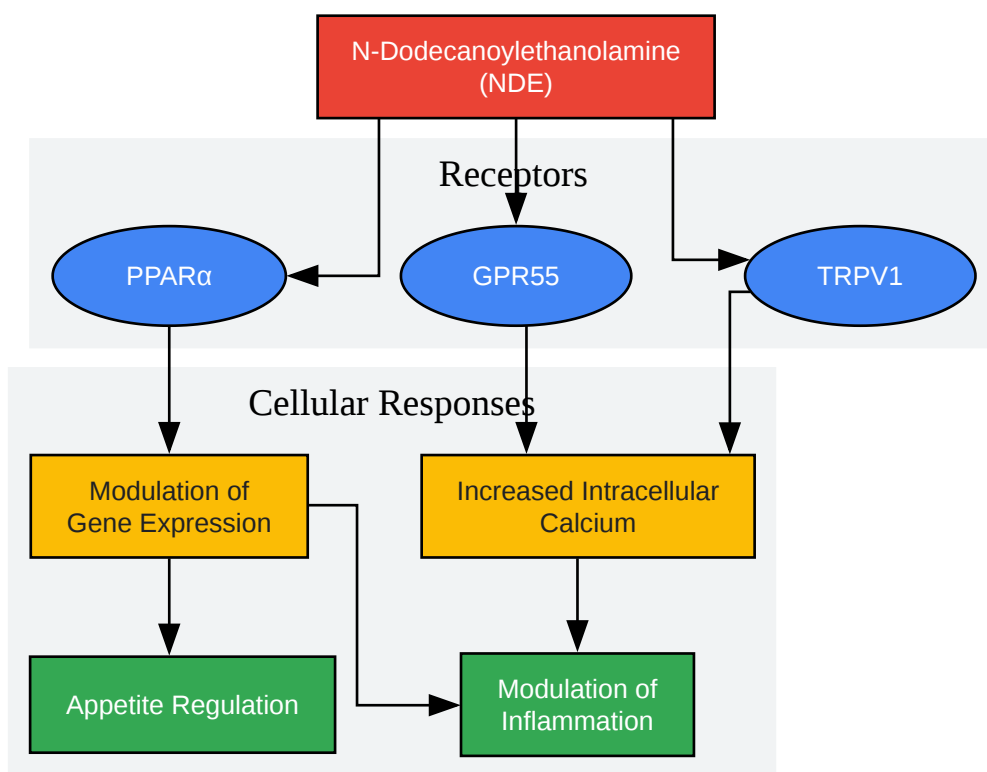 N-Dodecanoylethanolamine
(NDE)
Receptors
PPARα
GPR55
TRPV1
Cellular Responses
Modulation of
Gene Expression
Increased Intracellular
Calcium
Appetite Regulation
Modulation of
Inflammation